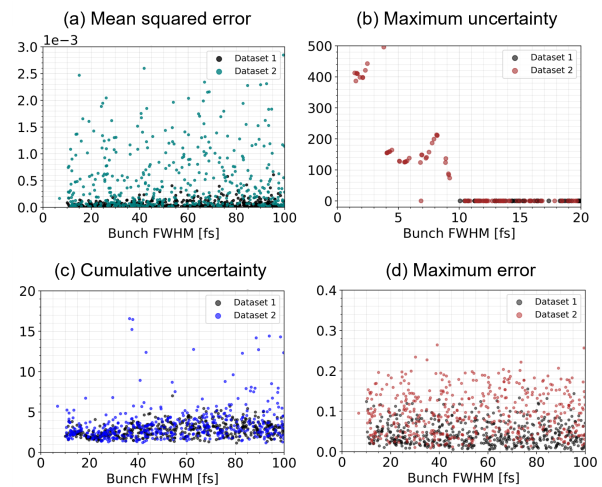 (a) Mean squared error
1e−3
3.0
2.5
2.0
1.5
1.0
0.5
0.0
0 20 40 60 80 100
Bunch FWHM [fs]
Dataset 1
Dataset 2
(b) Maximum uncertainty
500
400
300
200
100
0
0 5 10 15 20
Bunch FWHM [fs]
Dataset 1
Dataset 2
(c) Cumulative uncertainty
20
15
10
5
0
0 20 40 60 80 100
Bunch FWHM [fs]
Dataset 1
Dataset 2
(d) Maximum error
0.4
0.3
0.2
0.1
0.0
0 20 40 60 80 100
Bunch FWHM [fs]
Dataset 1
Dataset 2